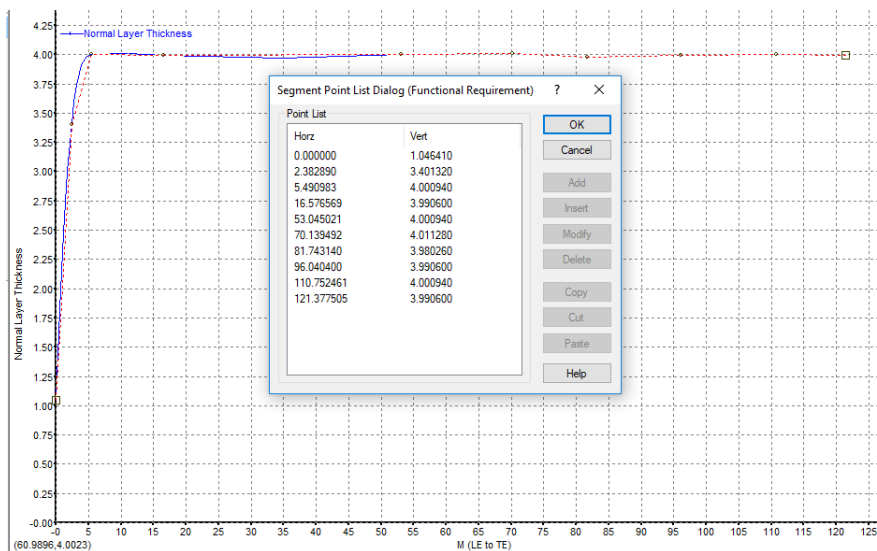 4.25
Normal Layer Thickness
4.00
3.75
3.50
3.25
3.00
2.75
2.50
2.25
2.00
1.75
1.50
1.25
1.00
0.75
0.50
0.25
-0.00
Normal Layer Thickness
Segment Point List Dialog (Functional Requirement) ? ×
Point List
Horz Vert
0.000000 1.046410
2.382890 3.401320
5.490983 4.000940
16.576569 3.990600
53.045021 4.000940
70.139492 4.011280
81.743140 3.980260
96.040400 3.990600
110.752461 4.000940
121.377505 3.990600
OK
Cancel
Add
Insert
Modify
Delete
Copy
Cut
Paste
Help
-0 5 10 15 20 25 30 35 40 45 50 55 60 65 70 75 80 85 90 95 100 105 110 115 120 125
(60.9896,4.0023)
M (LE to TE)